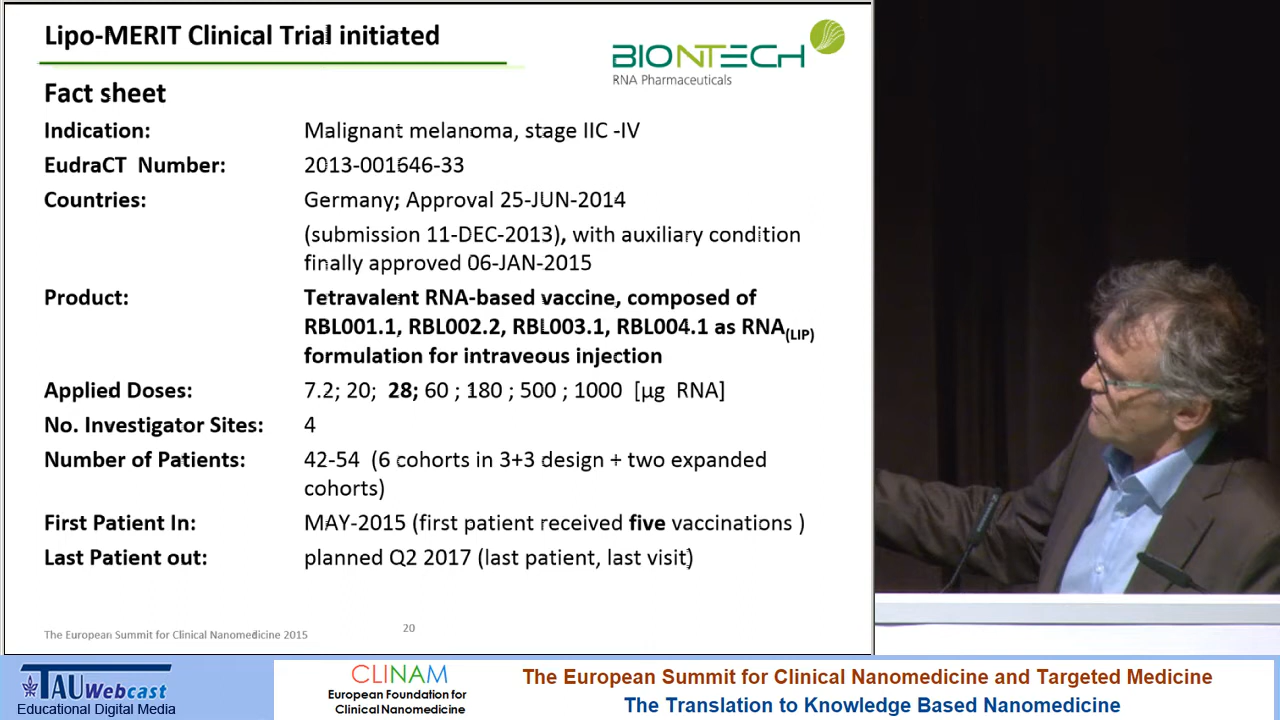 Lipo-MERIT Clinical Trial initiated
BIONTECH
RNA Pharmaceuticals
Fact sheet
Indication: Malignant melanoma, stage IIC -IV
EudraCT Number: 2013-001646-33
Countries: Germany; Approval 25-JUN-2014
(submission 11-DEC-2013), with auxiliary condition
finally approved 06-JAN-2015
Product: Tetravalent RNA-based vaccine, composed of
RBL001.1, RBL002.2, RBL003.1, RBL004.1 as RNA(LIP)
formulation for intraveous injection
Applied Doses: 7.2; 20; 28; 60 ; 180 ; 500 ; 1000 [µg RNA]
No. Investigator Sites: 4
Number of Patients: 42-54 (6 cohorts in 3+3 design + two expanded
cohorts)
First Patient In: MAY-2015 (first patient received five vaccinations )
Last Patient out: planned Q2 2017 (last patient, last visit)
The European Summit for Clinical Nanomedicine 2015
20
TAU Webcast
Educational Digital Media
CLINAM
European Foundation for
Clinical Nanomedicine
The European Summit for Clinical Nanomedicine and Targeted Medicine
The Translation to Knowledge Based Nanomedicine